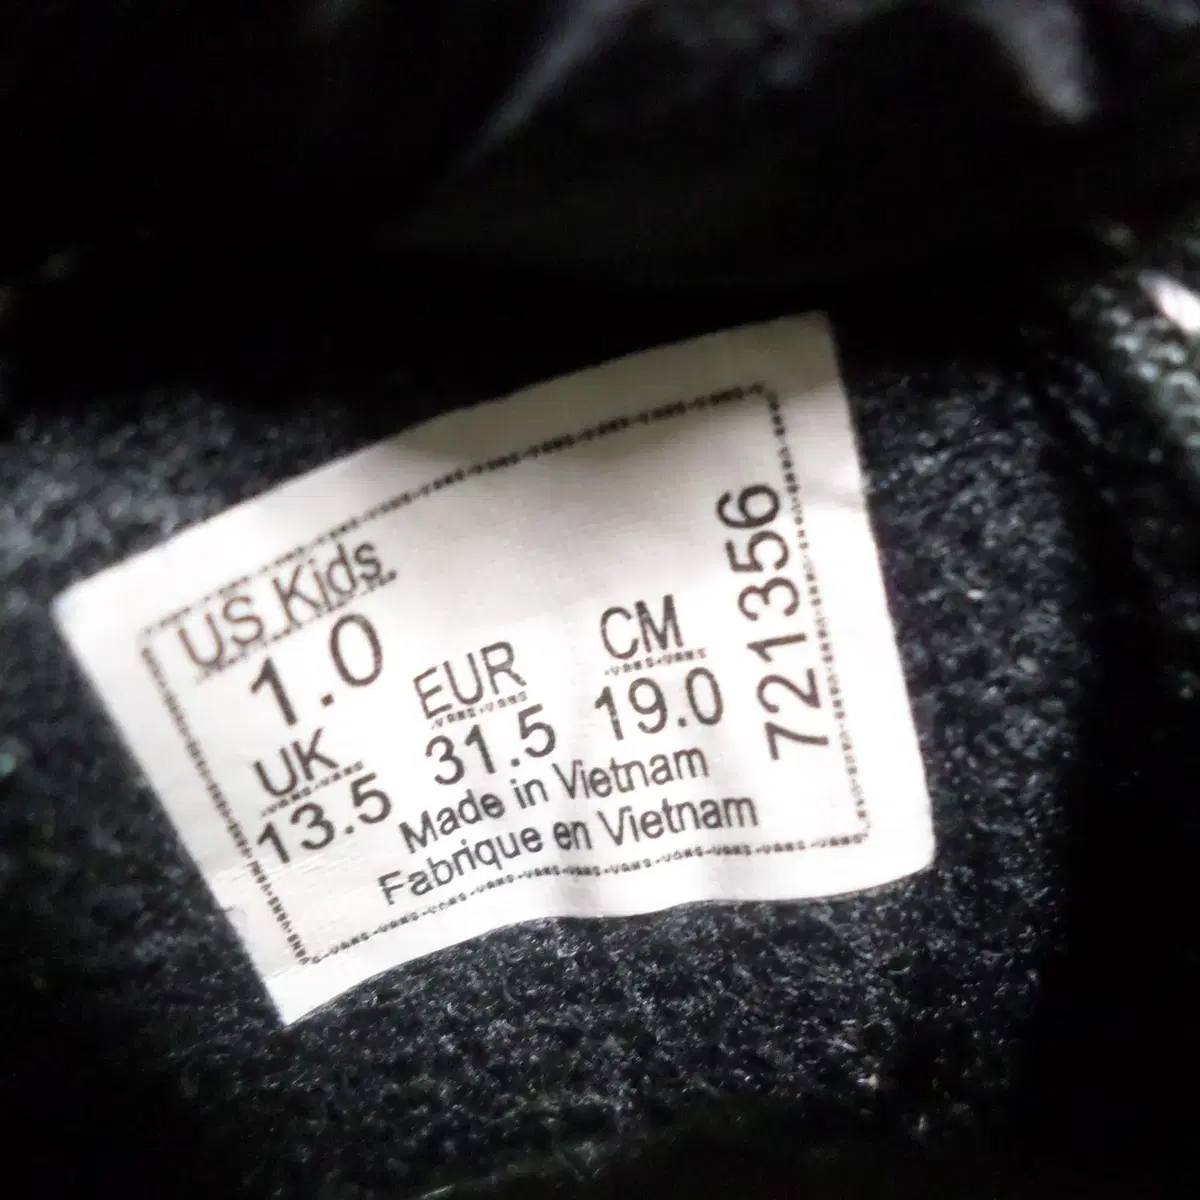 US Kids
1.0
UK
13.5
EUR
31.5
CM
19.0
Made in Vietnam
Fabrique en Vietnam
721356